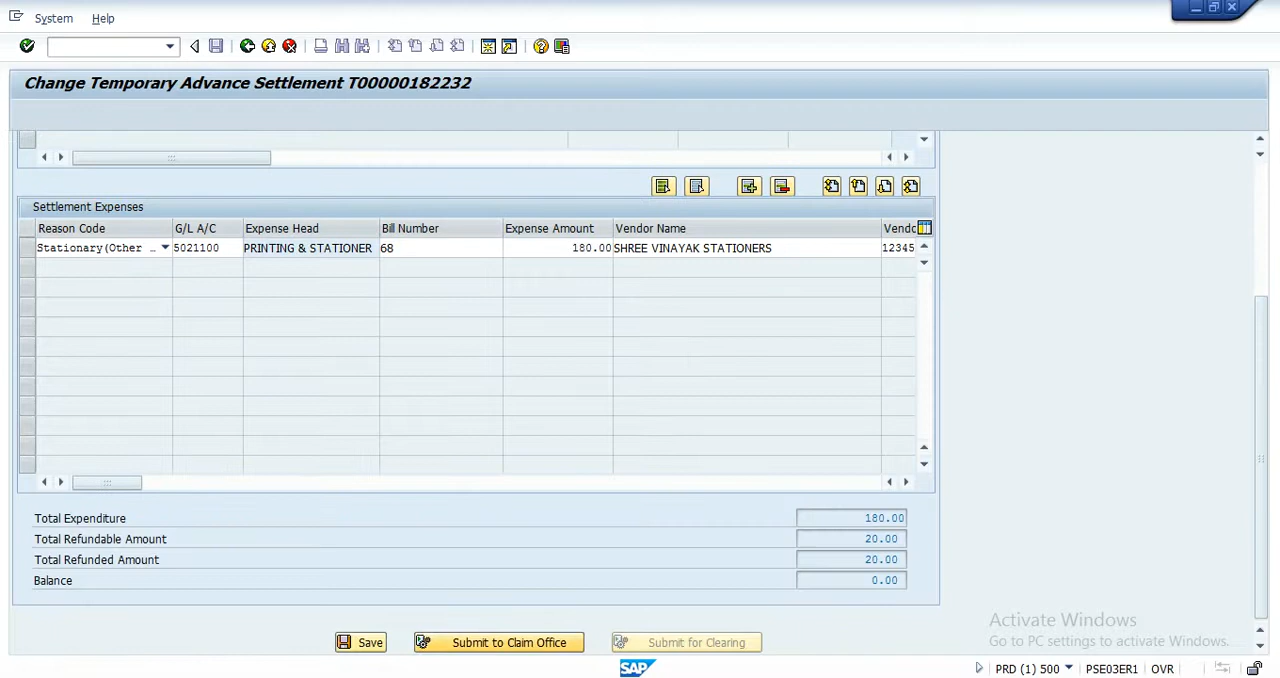 System Help
Change Temporary Advance Settlement T00000182232
Settlement Expenses
Reason Code G/L A/C Expense Head Bill Number Expense Amount Vendor Name Vendc
Stationary(Other … 5021100 PRINTING & STATIONER 68 180.00 SHREE VINAYAK STATIONERS 12345
Total Expenditure 180.00
Total Refundable Amount 20.00
Total Refunded Amount 20.00
Balance 0.00
Activate Windows
Go to PC settings to activate Windows.
Save Submit to Claim Office Submit for Clearing
SAP PRD (1) 500 PSE03ER1 OVR